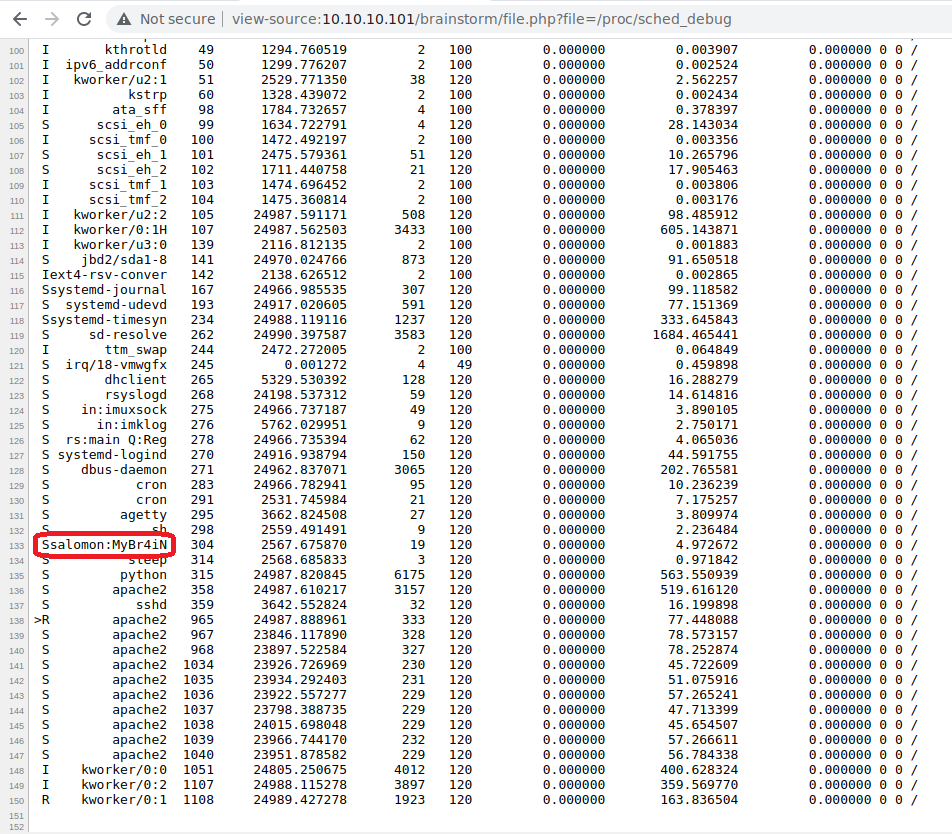 Not secure | view-source:10.10.10.101/brainstorm/file.php?file=/proc/sched_debug
100 I kthrotld 49 1294.760519 2 100 0.000000 0.003907 0.000000 0 0 /
101 I ipv6_addrconf 50 1299.776207 2 100 0.000000 0.002524 0.000000 0 0 /
102 I kworker/u2:1 51 2529.771350 38 120 0.000000 2.562257 0.000000 0 0 /
103 I kstrp 60 1328.439072 2 100 0.000000 0.002434 0.000000 0 0 /
104 I ata_sff 98 1784.732657 4 100 0.000000 0.378397 0.000000 0 0 /
105 S scsi_eh_0 99 1634.722791 4 120 0.000000 28.143034 0.000000 0 0 /
106 I scsi_tmf_0 100 1472.492197 2 100 0.000000 0.003356 0.000000 0 0 /
107 S scsi_eh_1 101 2475.579361 51 120 0.000000 10.265796 0.000000 0 0 /
108 S scsi_eh_2 102 1711.440758 21 120 0.000000 17.905463 0.000000 0 0 /
109 I scsi_tmf_1 103 1474.696452 2 100 0.000000 0.003806 0.000000 0 0 /
110 I scsi_tmf_2 104 1475.360814 2 100 0.000000 0.003176 0.000000 0 0 /
111 I kworker/u2:2 105 24987.591171 508 120 0.000000 98.485912 0.000000 0 0 /
112 I kworker/0:1H 107 24987.562503 3433 100 0.000000 605.143871 0.000000 0 0 /
113 I kworker/u3:0 139 2116.812135 2 100 0.000000 0.001883 0.000000 0 0 /
114 S jbd2/sda1-8 141 24970.024766 873 120 0.000000 91.650518 0.000000 0 0 /
115 Iext4-rsv-conver 142 2138.626512 2 100 0.000000 0.002865 0.000000 0 0 /
116 Ssystemd-journal 167 24966.985535 307 120 0.000000 99.118582 0.000000 0 0 /
117 S systemd-udevd 193 24917.020605 591 120 0.000000 77.151369 0.000000 0 0 /
118 Ssystemd-timesyn 234 24988.119116 1237 120 0.000000 333.645843 0.000000 0 0 /
119 S sd-resolve 262 24990.397587 3583 120 0.000000 1684.465441 0.000000 0 0 /
120 I ttm_swap 244 2472.272005 2 100 0.000000 0.064849 0.000000 0 0 /
121 S irq/18-vmwgfx 245 0.001272 4 49 0.000000 0.459898 0.000000 0 0 /
122 S dhclient 265 5329.530392 128 120 0.000000 16.288279 0.000000 0 0 /
123 S rsyslogd 268 24198.537312 59 120 0.000000 14.614816 0.000000 0 0 /
124 S in:imuxsock 275 24966.737187 49 120 0.000000 3.890105 0.000000 0 0 /
125 S in:imklog 276 5762.029951 9 120 0.000000 2.750171 0.000000 0 0 /
126 S rs:main Q:Reg 278 24966.735394 62 120 0.000000 4.065036 0.000000 0 0 /
127 S systemd-logind 270 24916.938794 150 120 0.000000 44.591755 0.000000 0 0 /
128 S dbus-daemon 271 24962.837071 3065 120 0.000000 202.765581 0.000000 0 0 /
129 S cron 283 24966.782941 95 120 0.000000 10.236239 0.000000 0 0 /
130 S cron 291 2531.745984 21 120 0.000000 7.175257 0.000000 0 0 /
131 S agetty 295 3662.824508 27 120 0.000000 3.809974 0.000000 0 0 /
132 S sh 298 2559.491491 9 120 0.000000 2.236484 0.000000 0 0 /
133 Ssalomon:MyBr4iN 304 2567.675870 19 120 0.000000 4.972672 0.000000 0 0 /
134 S sleep 314 2568.685833 3 120 0.000000 0.971842 0.000000 0 0 /
135 S python 315 24987.820845 6175 120 0.000000 563.550939 0.000000 0 0 /
136 S apache2 358 24987.610217 3157 120 0.000000 519.616120 0.000000 0 0 /
137 S sshd 359 3642.552824 32 120 0.000000 16.199898 0.000000 0 0 /
138 >R apache2 965 24987.888961 333 120 0.000000 77.448088 0.000000 0 0 /
139 S apache2 967 23846.117890 328 120 0.000000 78.573157 0.000000 0 0 /
140 S apache2 968 23897.522584 327 120 0.000000 78.252874 0.000000 0 0 /
141 S apache2 1034 23926.726969 230 120 0.000000 45.722609 0.000000 0 0 /
142 S apache2 1035 23934.292403 231 120 0.000000 51.075916 0.000000 0 0 /
143 S apache2 1036 23922.557277 229 120 0.000000 57.265241 0.000000 0 0 /
144 S apache2 1037 23798.388735 229 120 0.000000 47.713399 0.000000 0 0 /
145 S apache2 1038 24015.698048 229 120 0.000000 45.654507 0.000000 0 0 /
146 S apache2 1039 23966.744170 232 120 0.000000 57.266611 0.000000 0 0 /
147 S apache2 1040 23951.878582 229 120 0.000000 56.784338 0.000000 0 0 /
148 I kworker/0:0 1051 24805.250675 4012 120 0.000000 400.628324 0.000000 0 0 /
149 I kworker/0:2 1107 24988.115278 3897 120 0.000000 359.569770 0.000000 0 0 /
150 R kworker/0:1 1108 24989.427278 1923 120 0.000000 163.836504 0.000000 0 0 /
151
152